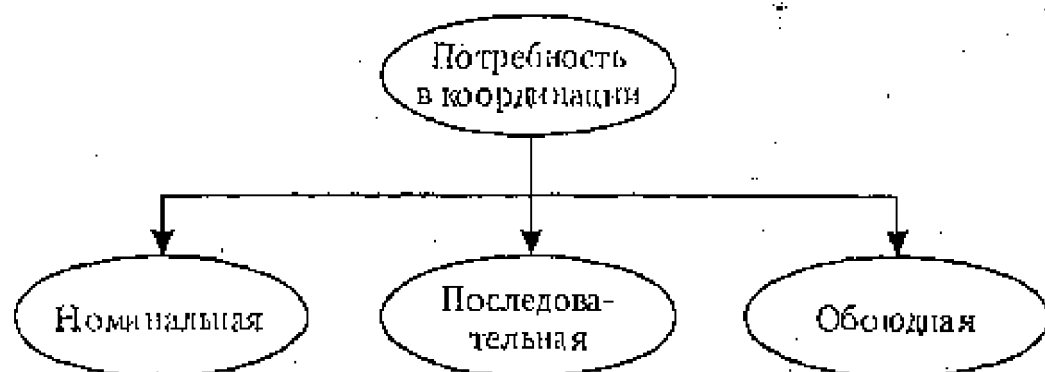 Потребность
в координации
Номинальная
Последова-
тельная
Обоюдная